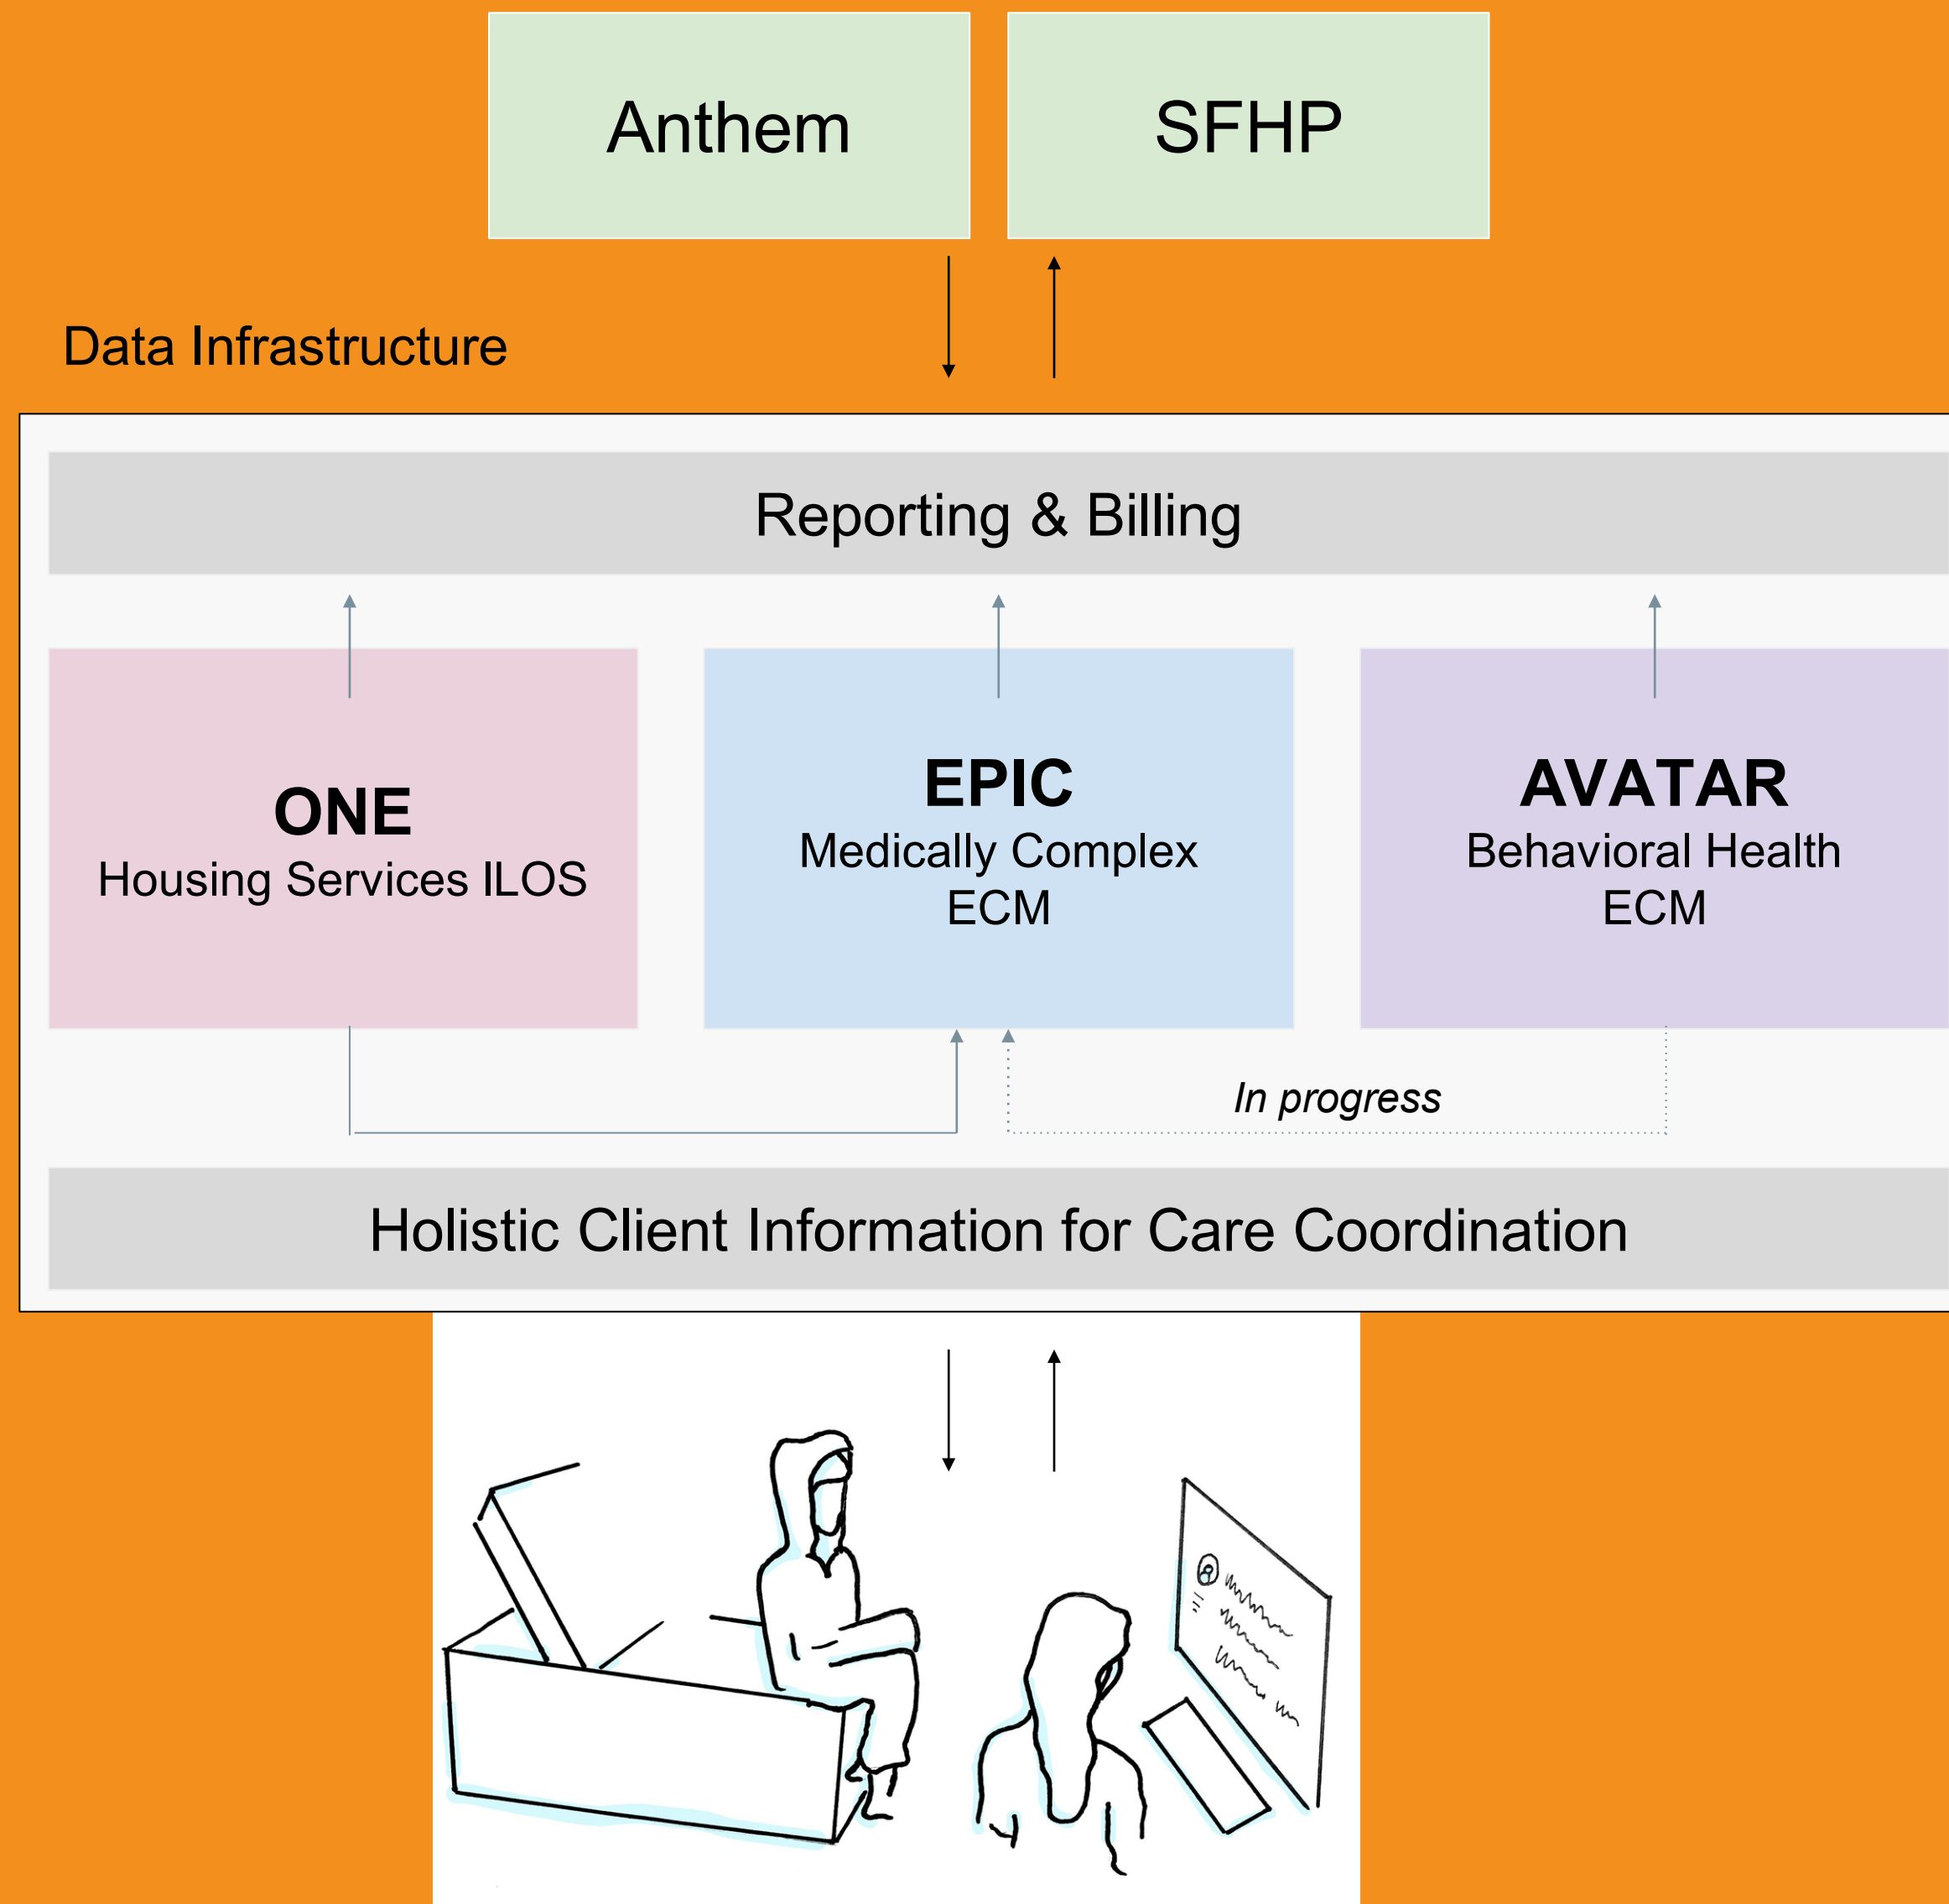 Anthem
SFHP
Data Infrastructure
Reporting & Billing
ONE
Housing Services ILOS
EPIC
Medically Complex
ECM
AVATAR
Behavioral Health
ECM
In progress
Holistic Client Information for Care Coordination